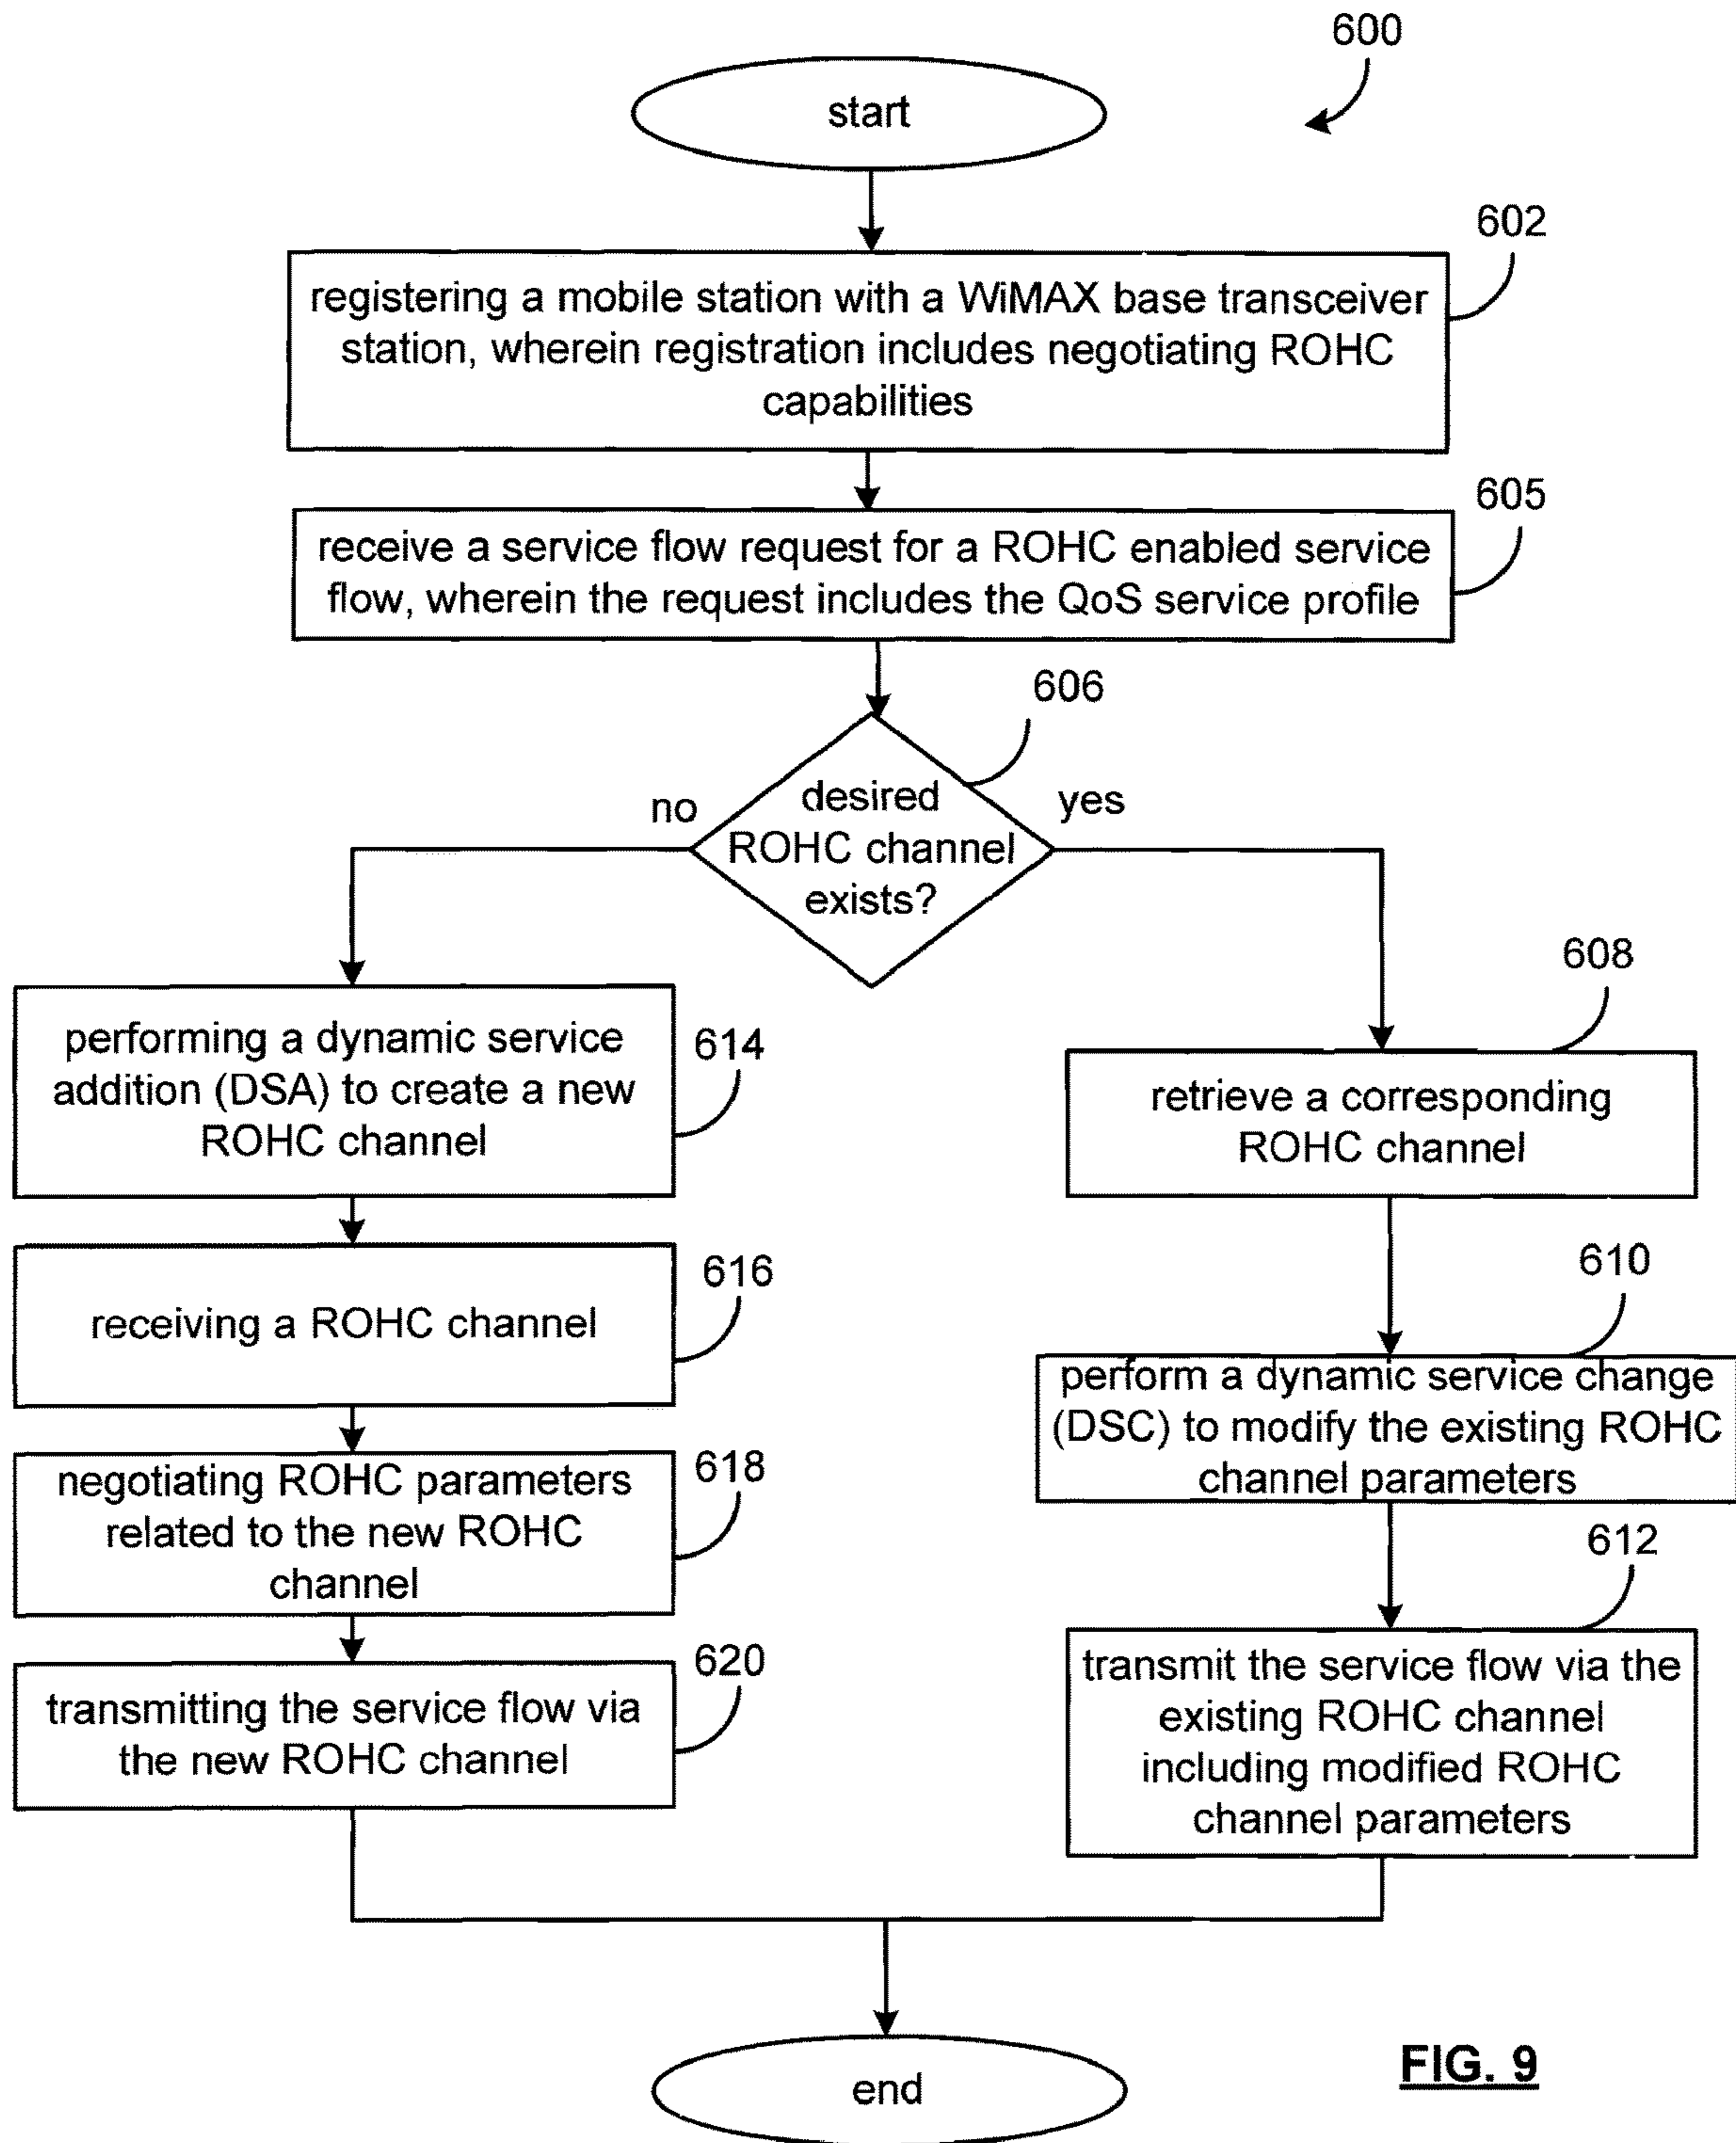 600
start
602
registering a mobile station with a WiMAX base transceiver
station, wherein registration includes negotiating ROHC
capabilities
605
receive a service flow request for a ROHC enabled service
flow, wherein the request includes the QoS service profile
606
no
desired
ROHC channel
exists?
yes
608
performing a dynamic service
addition (DSA) to create a new
ROHC channel
614
retrieve a corresponding
ROHC channel
616
receiving a ROHC channel
610
perform a dynamic service change
(DSC) to modify the existing ROHC
channel parameters
618
negotiating ROHC parameters
related to the new ROHC
channel
612
620
transmitting the service flow via
the new ROHC channel
transmit the service flow via the
existing ROHC channel
including modified ROHC
channel parameters
end
FIG. 9